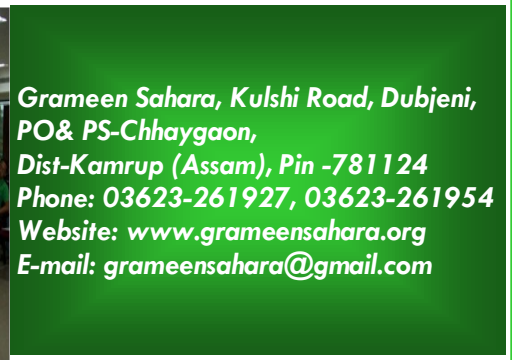 Grameen Sahara, Kulshi Road, Dubjeni,
PO& PS-Chhaygaon,
Dist-Kamrup (Assam), Pin -781124
Phone: 03623-261927, 03623-261954
Website: www.grameensahara.org
E-mail: grameensahara@gmail.com